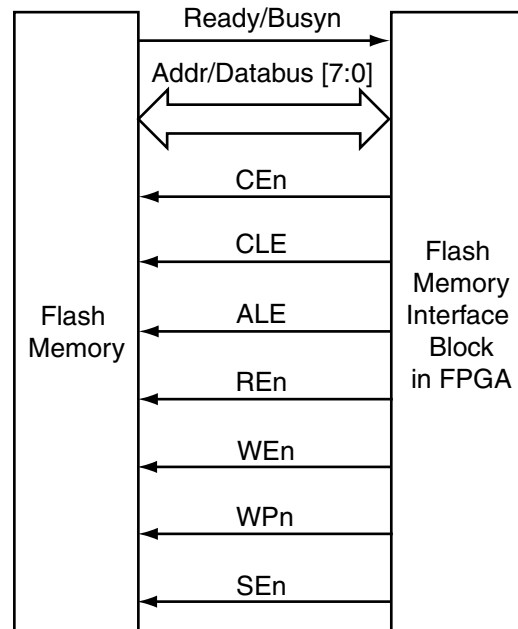 Ready/Busyn
Addr/Databus [7:0]
CEn
CLE
ALE
REn
WEn
WPn
SEn
Flash
Memory
Flash
Memory
Interface
Block
in FPGA